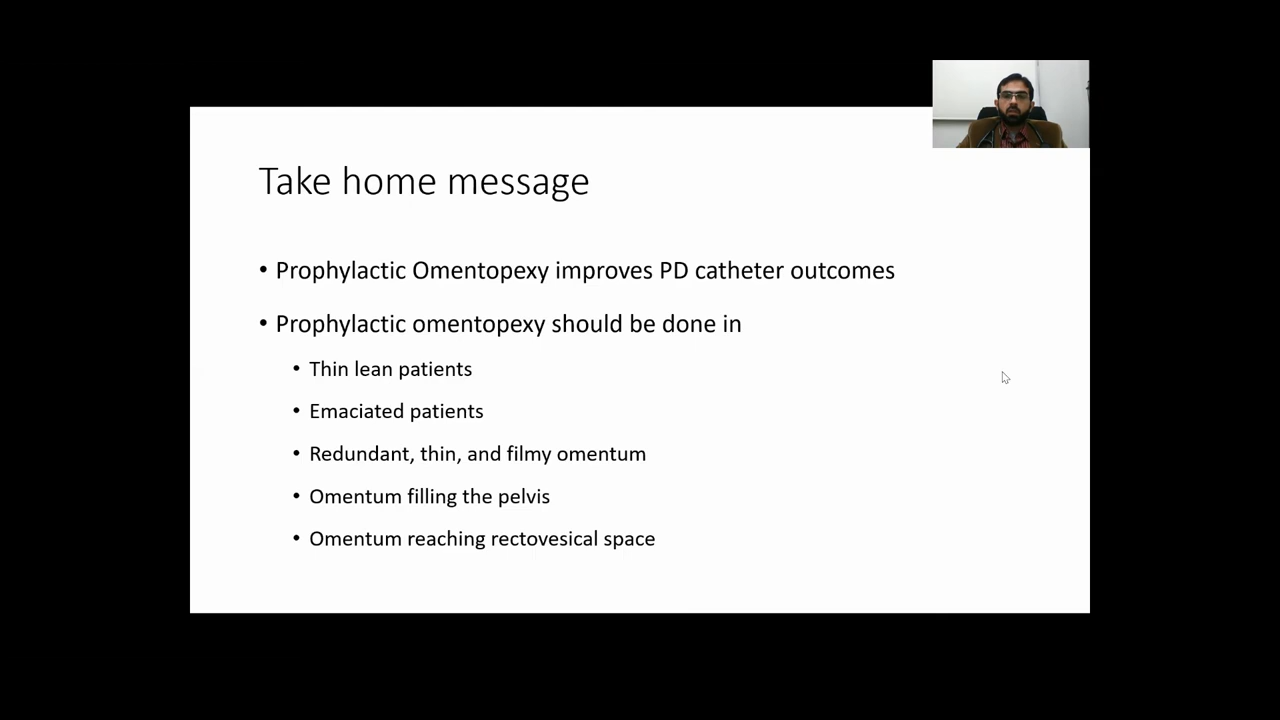 Take home message
• Prophylactic Omentopexy improves PD catheter outcomes
• Prophylactic omentopexy should be done in
• Thin lean patients
• Emaciated patients
• Redundant, thin, and filmy omentum
• Omentum filling the pelvis
• Omentum reaching rectovesical space